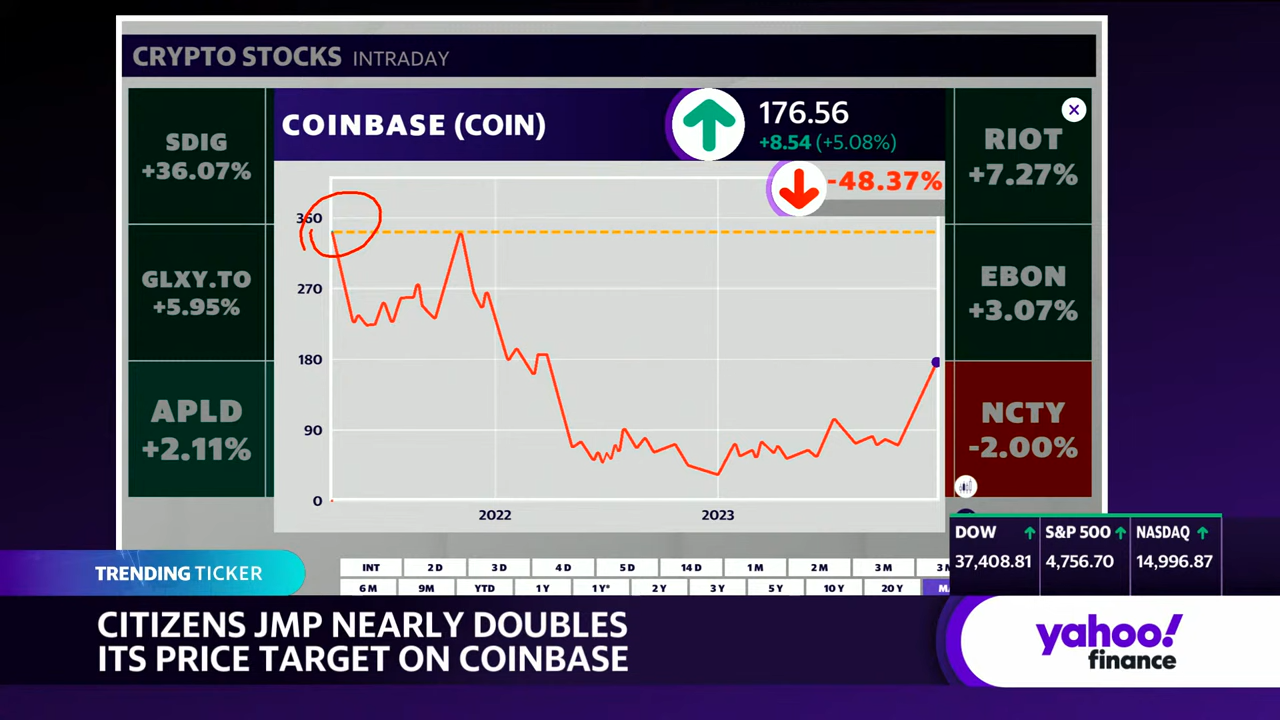 CRYPTO STOCKS INTRADAY
SDIG
+36.07%
GLXY.TO
+5.95%
APLD
+2.11%
COINBASE (COIN)
176.56
+8.54 (+5.08%)
-48.37%
360
270
180
90
0
2022
2023
RIOT
+7.27%
EBON
+3.07%
NCTY
-2.00%
INT 2 D 3 D 4 D 5 D 14 D 1 M 2 M 3 M
6 M 9M YTD 1 Y 1 Y* 2 Y 3 Y 5 Y 10 Y 20 Y
DOW S&P 500 NASDAQ
37,408.81 4,756.70 14,996.87
TRENDING TICKER
CITIZENS JMP NEARLY DOUBLES
ITS PRICE TARGET ON COINBASE
yahoo!
finance